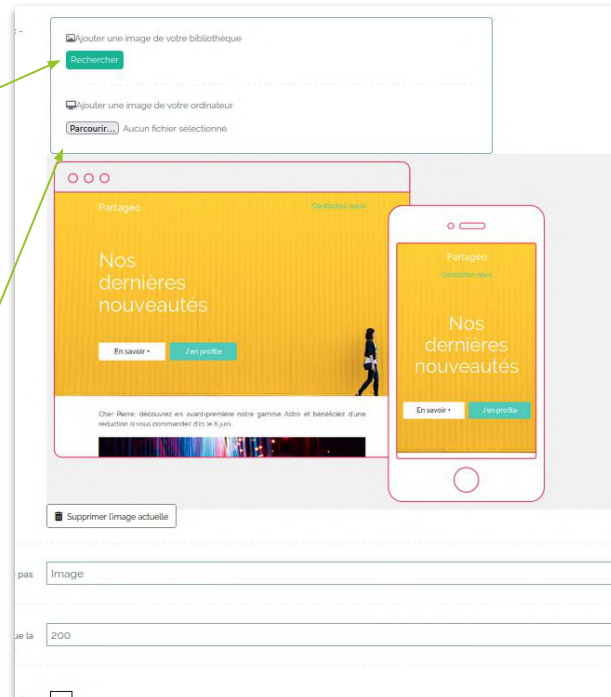 Ajouter une image de votre bibliothèque
Rechercher
Ajouter une image de votre ordinateur
Parcourir... Aucun fichier sélectionné.
Partagéo Contactez-nous
Nos
dernières
nouveautés
En savoir + J'en profite
Cher Pierre, découvrez en avant-première notre gamme Astro et bénéficiez d'une
réduction si vous commandez d'ici le 6 juin.
Partagéo
Contactez-nous
Nos
dernières
nouveautés
En savoir + J'en profite
Supprimer l'image actuelle
pas Image
ue la 200